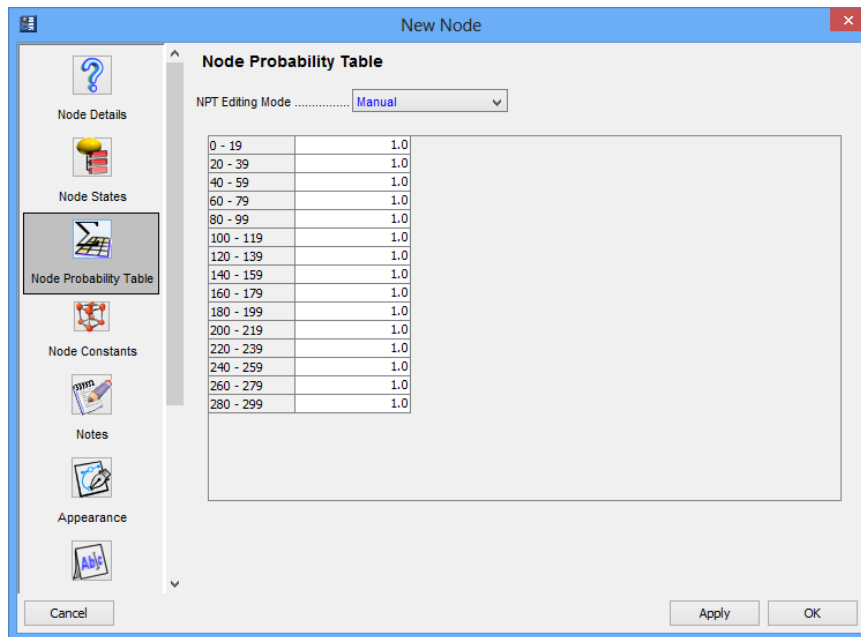 New Node
Node Details
Node States
Node Probability Table
Node Constants
Notes
Appearance
Node Probability Table
NPT Editing Mode ................ Manual
0 - 19 1.0
20 - 39 1.0
40 - 59 1.0
60 - 79 1.0
80 - 99 1.0
100 - 119 1.0
120 - 139 1.0
140 - 159 1.0
160 - 179 1.0
180 - 199 1.0
200 - 219 1.0
220 - 239 1.0
240 - 259 1.0
260 - 279 1.0
280 - 299 1.0
Cancel Apply OK